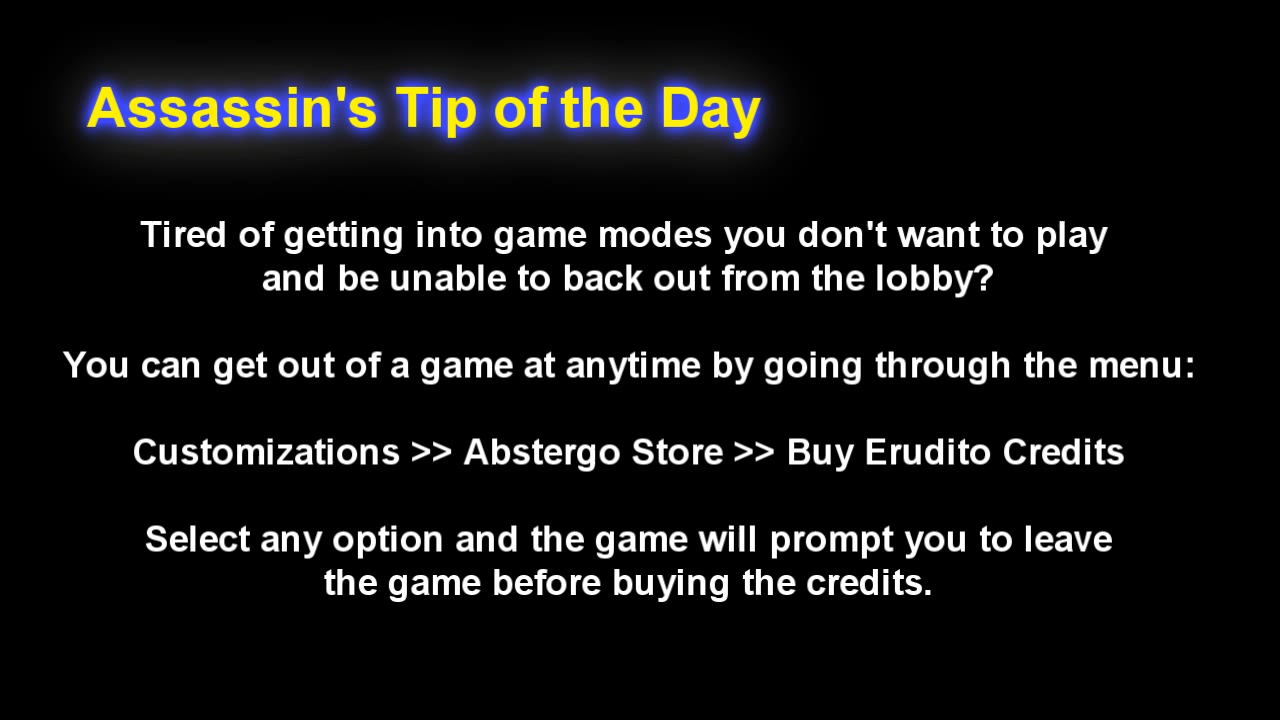 Assassin's Tip of the Day
Tired of getting into game modes you don't want to play
and be unable to back out from the lobby?
You can get out of a game at anytime by going through the menu:
Customizations >> Abstergo Store >> Buy Erudito Credits
Select any option and the game will prompt you to leave
the game before buying the credits.